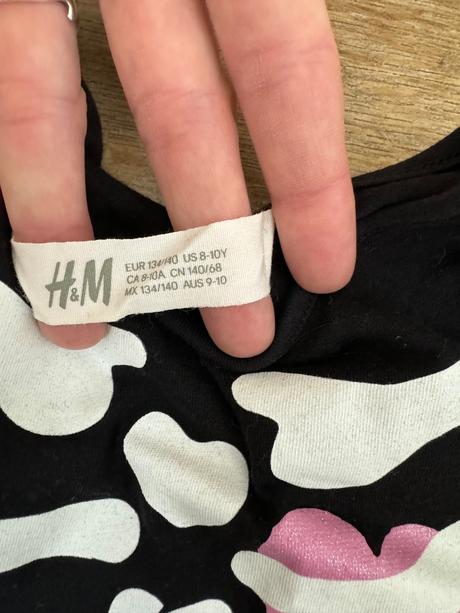 H&M
EUR 134/140 US 8-10Y
CA 8-10A CN 140/68
MX 134/140 AUS 9-10